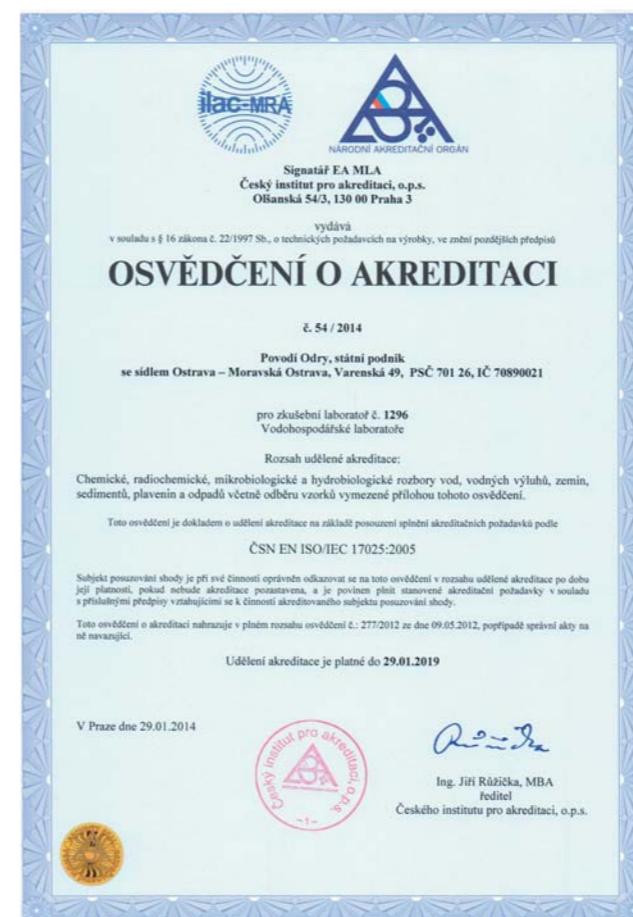 ilac-MRA
NÁRODNÍ AKREDITAČNÍ ORGÁN
Signatář EA MLA
Český institut pro akreditaci, o.p.s.
Olšanská 54/3, 130 00 Praha 3
vydává
v souladu s § 16 zákona č. 22/1997 Sb., o technických požadavcích na výrobky, ve znění pozdějších předpisů
OSVĚDČENÍ O AKREDITACI
č. 54 / 2014
Povodí Odry, státní podnik
se sídlem Ostrava – Moravská Ostrava, Varenská 49, PSČ 701 26, IČ 70890021
pro zkušební laboratoř č. 1296
Vodohospodářské laboratoře
Rozsah udělené akreditace:
Chemické, radiochemické, mikrobiologické a hydrobiologické rozbory vod, vodných výluhů, zemin,
sedimentů, plavenin a odpadů včetně odběru vzorků vymezené přílohou tohoto osvědčení.
Toto osvědčení je dokladem o udělení akreditace na základě posouzení splnění akreditačních požadavků podle
ČSN EN ISO/IEC 17025:2005
Subjekt posuzování shody je při své činnosti oprávněn odkazovat se na toto osvědčení v rozsahu udělené akreditace po dobu
její platnosti, pokud nebude akreditace pozastavena, a je povinen plnit stanovené akreditační požadavky v souladu
s příslušnými předpisy vztahujícími se k činnosti akreditovaného subjektu posuzování shody.
Toto osvědčení o akreditaci nahrazuje v plném rozsahu osvědčení č.: 277/2012 ze dne 09.05.2012, popřípadě správní akty na
ně navazující.
Udělení akreditace je platné do 29.01.2019
V Praze dne 29.01.2014
Český institut pro akreditaci, o.p.s.
-1-
Ing. Jiří Růžička, MBA
ředitel
Českého institutu pro akreditaci, o.p.s.